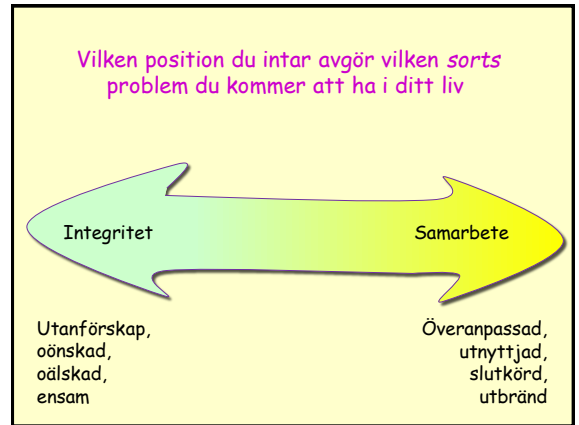 Vilken position du intar avgör vilken sorts
problem du kommer att ha i ditt liv
Integritet
Samarbete
Utanförskap,
oönskad,
oälskad,
ensam
Överanpassad,
utnyttjad,
slutkörd,
utbränd